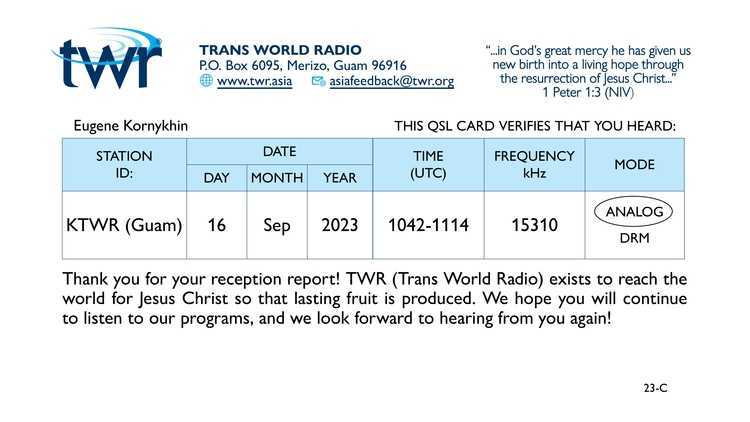 twr
TRANS WORLD RADIO
P.O. Box 6095, Merizo, Guam 96916
www.twr.asia asiafeedback@twr.org
“...in God’s great mercy he has given us
new birth into a living hope through
the resurrection of Jesus Christ...”
1 Peter 1:3 (NIV)
Eugene Kornykhin
THIS QSL CARD VERIFIES THAT YOU HEARD:
STATION
ID:
DATE
DAY MONTH YEAR
TIME
(UTC)
FREQUENCY
kHz
MODE
KTWR (Guam) 16 Sep 2023 1042-1114 15310
ANALOG
DRM
Thank you for your reception report! TWR (Trans World Radio) exists to reach the
world for Jesus Christ so that lasting fruit is produced. We hope you will continue
to listen to our programs, and we look forward to hearing from you again!
23-C